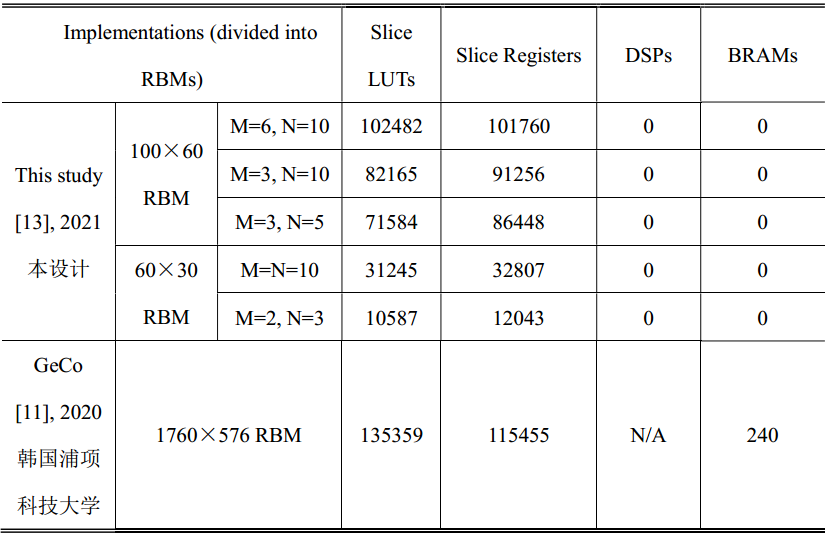 Implementations (divided into RBMs) Slice LUTs Slice Registers DSPs BRAMs
This study [13], 2021 本设计 100×60 RBM M=6, N=10 102482 101760 0 0
M=3, N=10 82165 91256 0 0
M=3, N=5 71584 86448 0 0
60×30 RBM M=N=10 31245 32807 0 0
M=2, N=3 10587 12043 0 0
GeCo [11], 2020 韩国浦项科技大学 1760×576 RBM 135359 115455 N/A 240